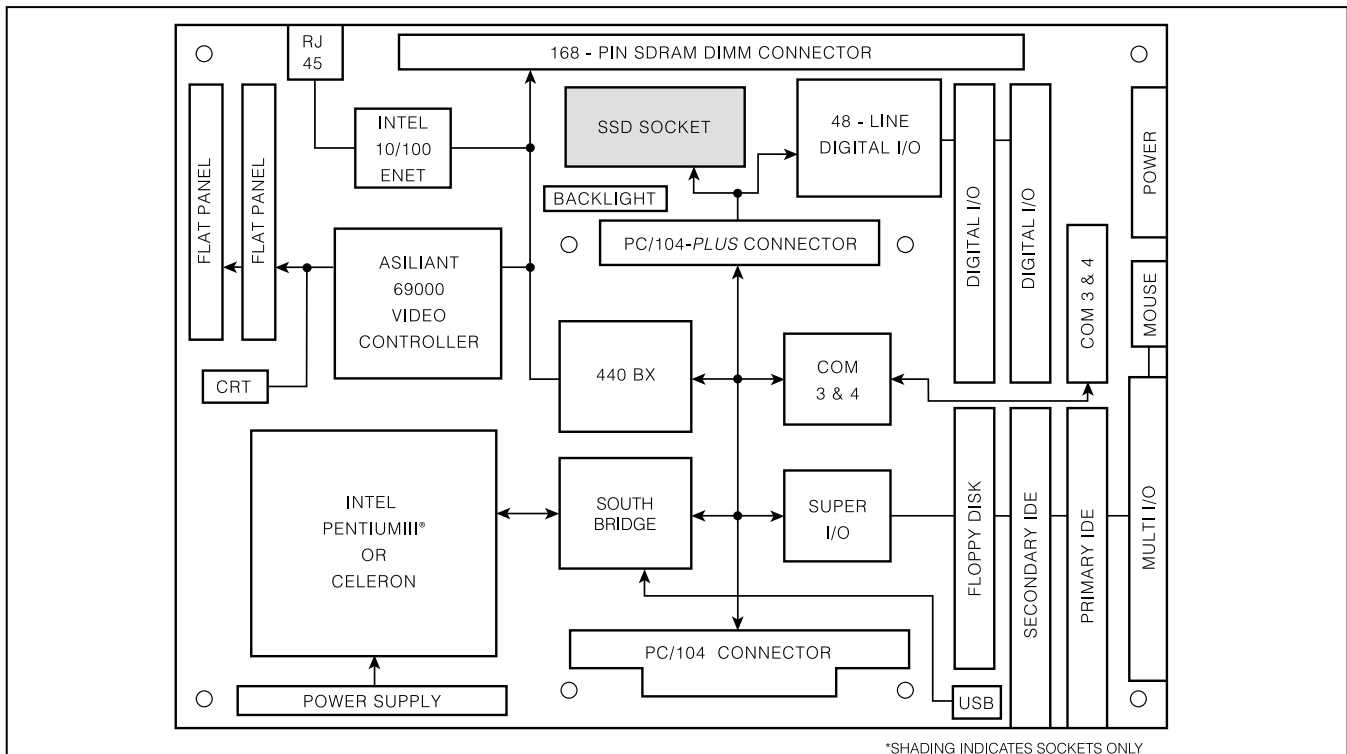 RJ
45
168 - PIN SDRAM DIMM CONNECTOR
FLAT PANEL
FLAT PANEL
INTEL
10/100
ENET
SSD SOCKET
48 - LINE
DIGITAL I/O
DIGITAL I/O
DIGITAL I/O
POWER
BACKLIGHT
PC/104-PLUS CONNECTOR
ASILIANT
69000
VIDEO
CONTROLLER
COM 3 & 4
MOUSE
CRT
440 BX
COM
3 & 4
INTEL
PENTIUMIII®
OR
CELERON
SOUTH
BRIDGE
SUPER
I/O
FLOPPY DISK
SECONDARY IDE
PRIMARY IDE
MULTI I/O
PC/104 CONNECTOR
POWER SUPPLY
USB
*SHADING INDICATES SOCKETS ONLY